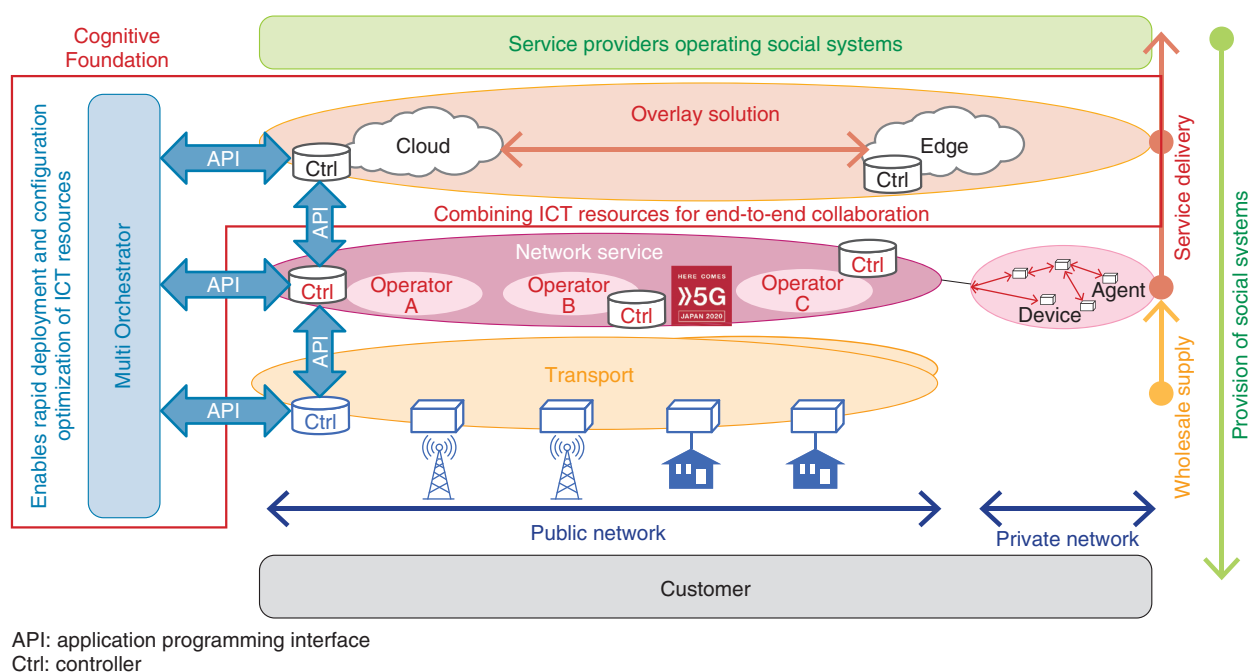 Cognitive
Foundation
Service providers operating social systems
Enables rapid deployment and configuration
optimization of ICT resources
Multi Orchestrator
Overlay solution
API
Ctrl
Cloud
Edge
Ctrl
API
Combining ICT resources for end-to-end collaboration
Network service
API
Ctrl
Operator
A
Operator
B
Ctrl
HERE COMES
»5G
JAPAN 2020
Operator
C
Ctrl
Agent
Device
API
Transport
API
Ctrl
Public network
Private network
Service delivery
Wholesale supply
Provision of social systems
Customer
API: application programming interface
Ctrl: controller